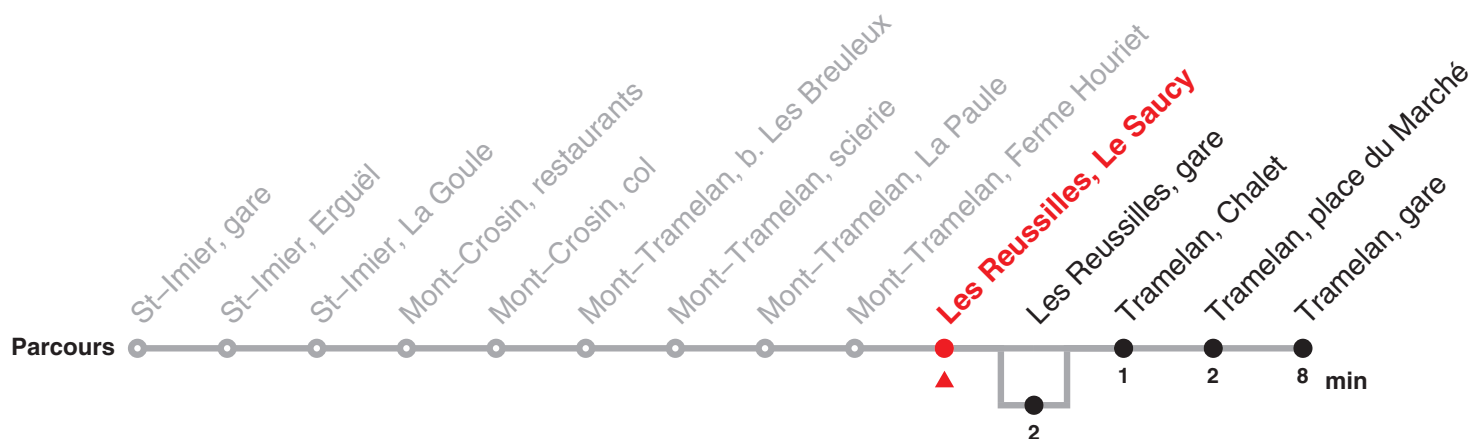 St–Imier, gare
St–Imier, Erguël
St–Imier, La Goule
Mont–Crosin, restaurants
Mont–Crosin, col
Mont–Tramelan, b. Les Breuleux
Mont–Tramelan, scierie
Mont–Tramelan, La Paule
Mont–Tramelan, Ferme Houriet
Les Reussilles, Le Saucy
Les Reussilles, gare
Tramelan, Chalet
Tramelan, place du Marché
Tramelan, gare
Parcours
1
2
8
min
2